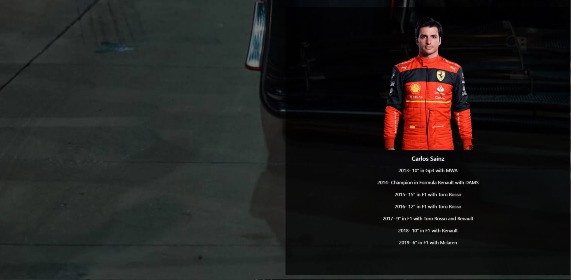 Carlos Sainz
2013- 10° in Gp3 with MWA
2014- Champion in Formula Renault with DAMS
2015- 15° in F1 with Toro Rosso
2016- 12° in F1 with Toro Rosso
2017- 9° in F1 with Toro Rosso and Renault
2018- 10° in F1 with Renault
2019- 6° in F1 with Mclaren